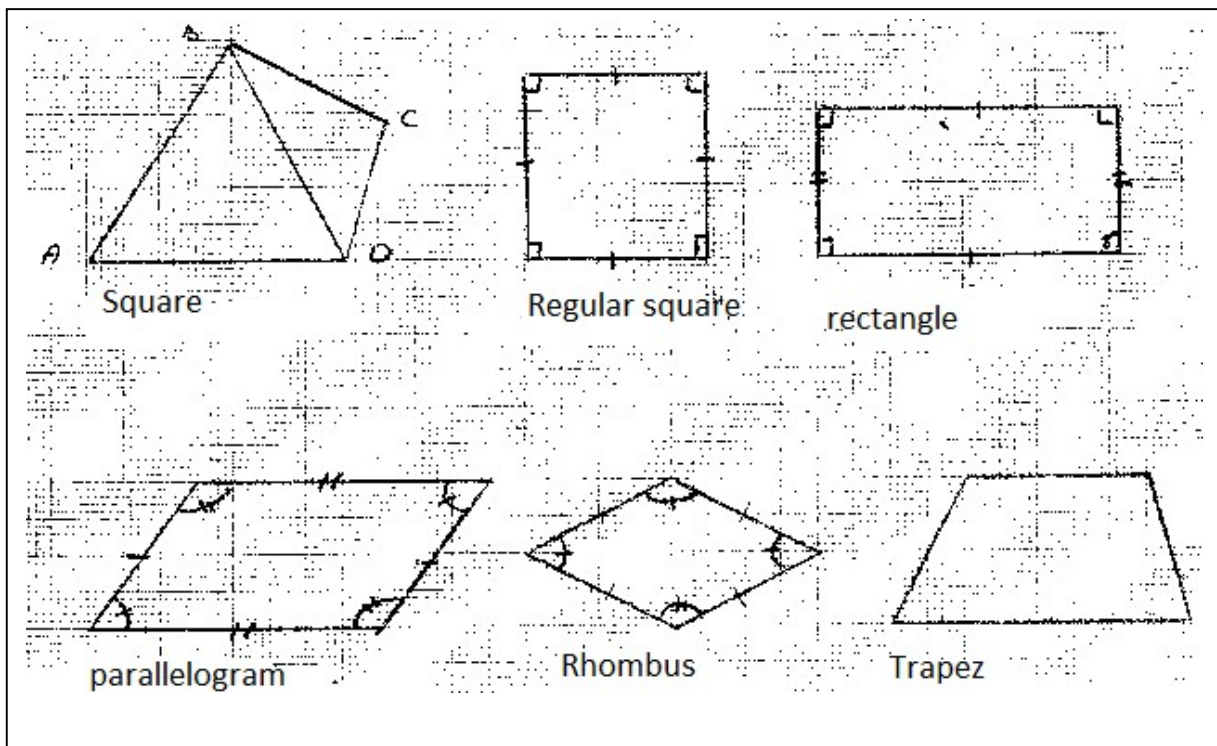 B
C
A D
Square
Regular square
rectangle
parallelogram
Rhombus
Trapez